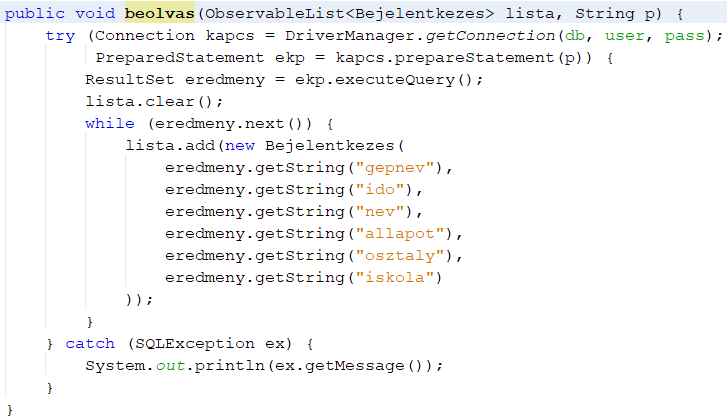 public void beolvas(ObservableList<Bejelentkezes> lista, String p) {
    try (Connection kapcs = DriverManager.getConnection(db, user, pass);
         PreparedStatement ekp = kapcs.prepareStatement(p)) {
        ResultSet eredmeny = ekp.executeQuery();
        lista.clear();
        while (eredmeny.next()) {
            lista.add(new Bejelentkezes(
                eredmeny.getString("gepnev"),
                eredmeny.getString("ido"),
                eredmeny.getString("nev"),
                eredmeny.getString("allapot"),
                eredmeny.getString("osztaly"),
                eredmeny.getString("iskola")
            ));
        }
    } catch (SQLException ex) {
        System.out.println(ex.getMessage());
    }
}